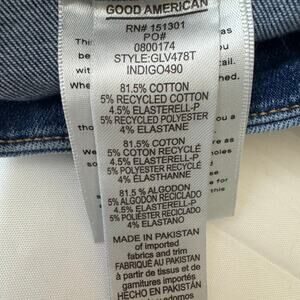 GOOD AMERICAN
RN# 151301
PO#
0800174
STYLE:GLV478T
INDIGO490
81.5% COTTON
5% RECYCLED COTTON
4.5% ELASTERELL-P
5% RECYCLED POLYESTER
4% ELASTANE
81.5% COTON
5% COTON RECYCLÉ
4.5% ELASTERELL-P
5% POLYESTER RECYCLÉ
4% ÉLASTHANNE
81.5 % ALGODON
5% ALGODÓN RECICLADO
4.5% ELASTERELL-P
5% POLIÉSTER RECICLADO
4% ELASTANO
MADE IN PAKISTAN
of imported
fabrics and trim
FABRIQUÉ AU PAKISTAN
à partir de tissus et de
garnitures importés
HECHO EN PAKISTÁN